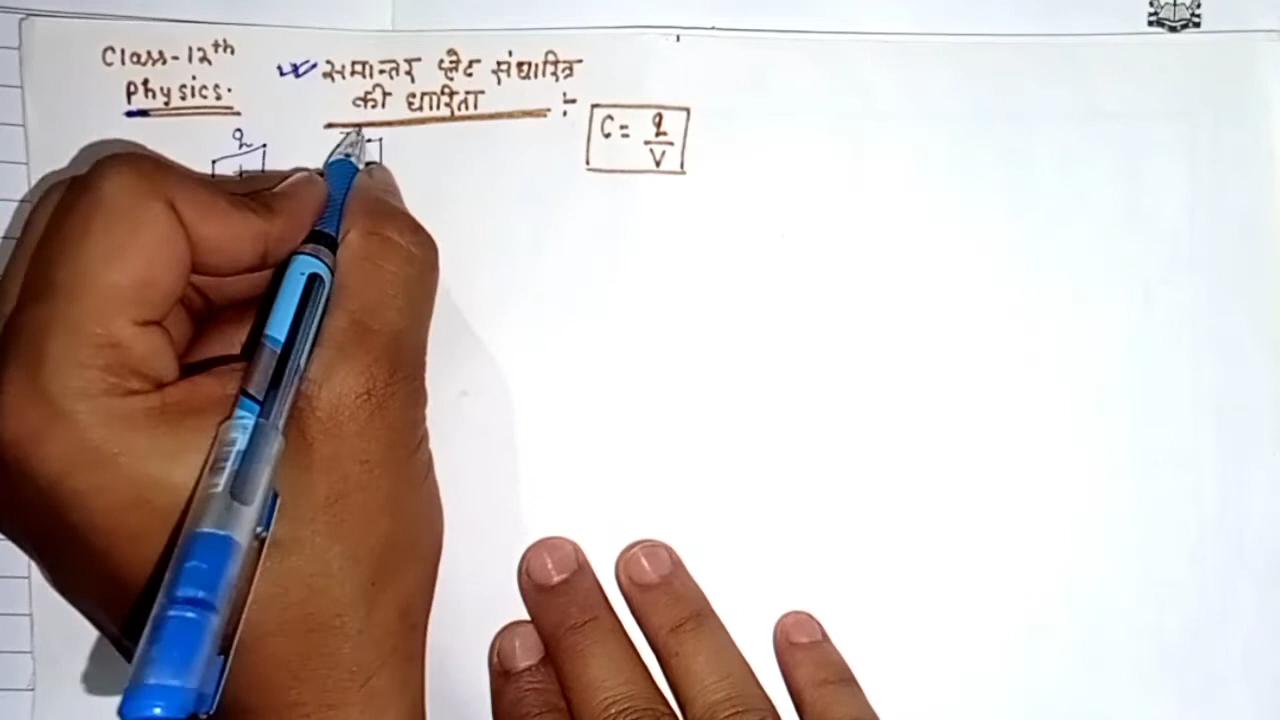 Class-12th
Physics.
समान्तर प्लेट संधारित्र
की धारिता :-
C = q/V
q